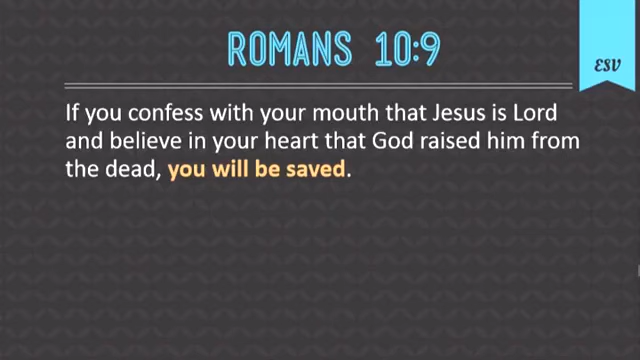 ROMANS 10:9
ESV
If you confess with your mouth that Jesus is Lord
and believe in your heart that God raised him from
the dead, you will be saved.